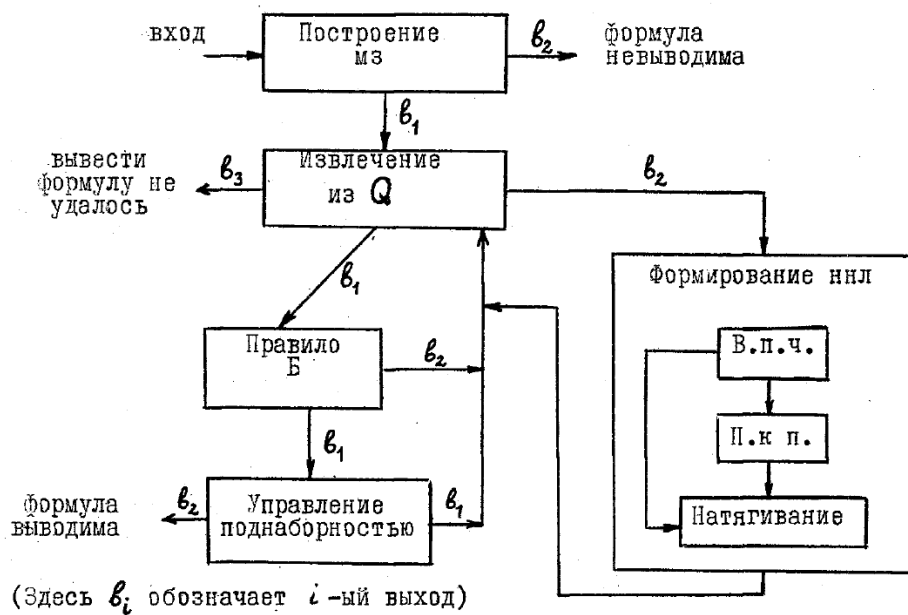 вход
Построение
мз
в₂
формула
невыводима
в₁
вывести
формулу не
удалось
в₃
Извлечение
из Q
в₂
в₁
Формирование ннл
Правило
Б
в₂
В.п.ч.
П.к п.
в₁
Натягивание
формула
выводима
в₂
Управление
поднаборностью
в₁
(Здесь вᵢ обозначает i-ый выход)